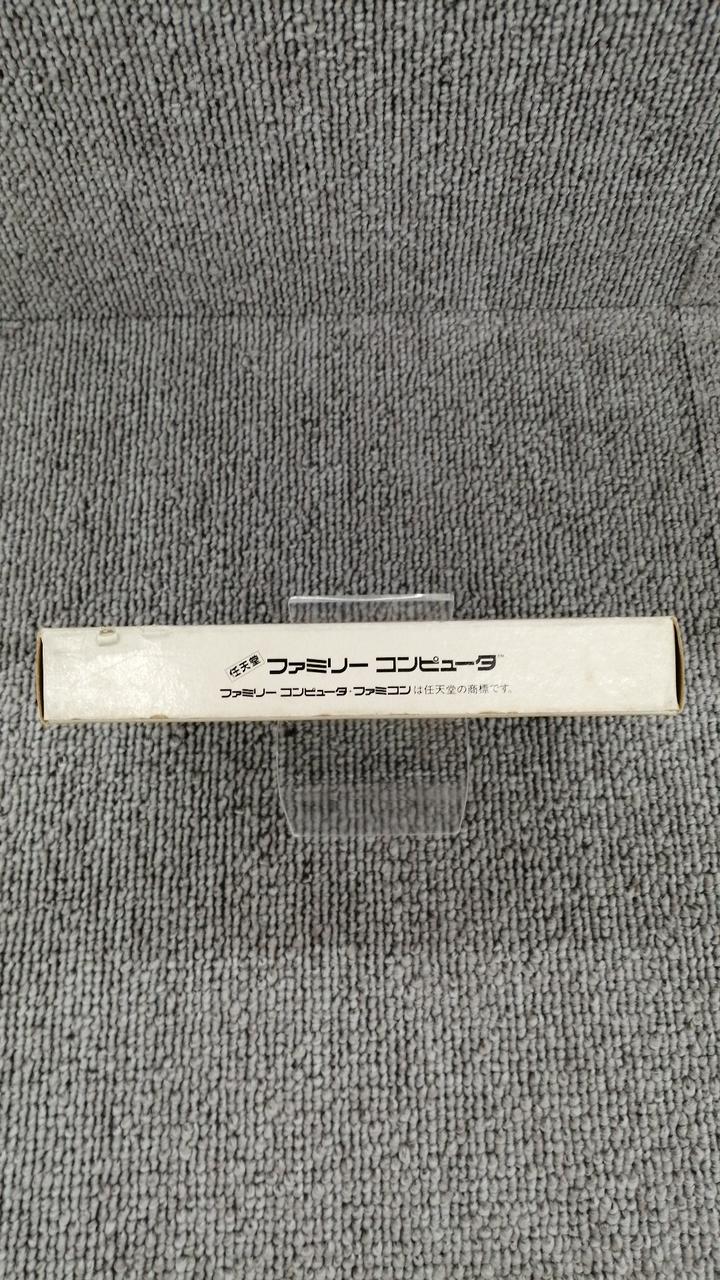 任天堂 ファミリー コンピュータ™
ファミリー コンピュータ・ファミコンは任天堂の商標です。